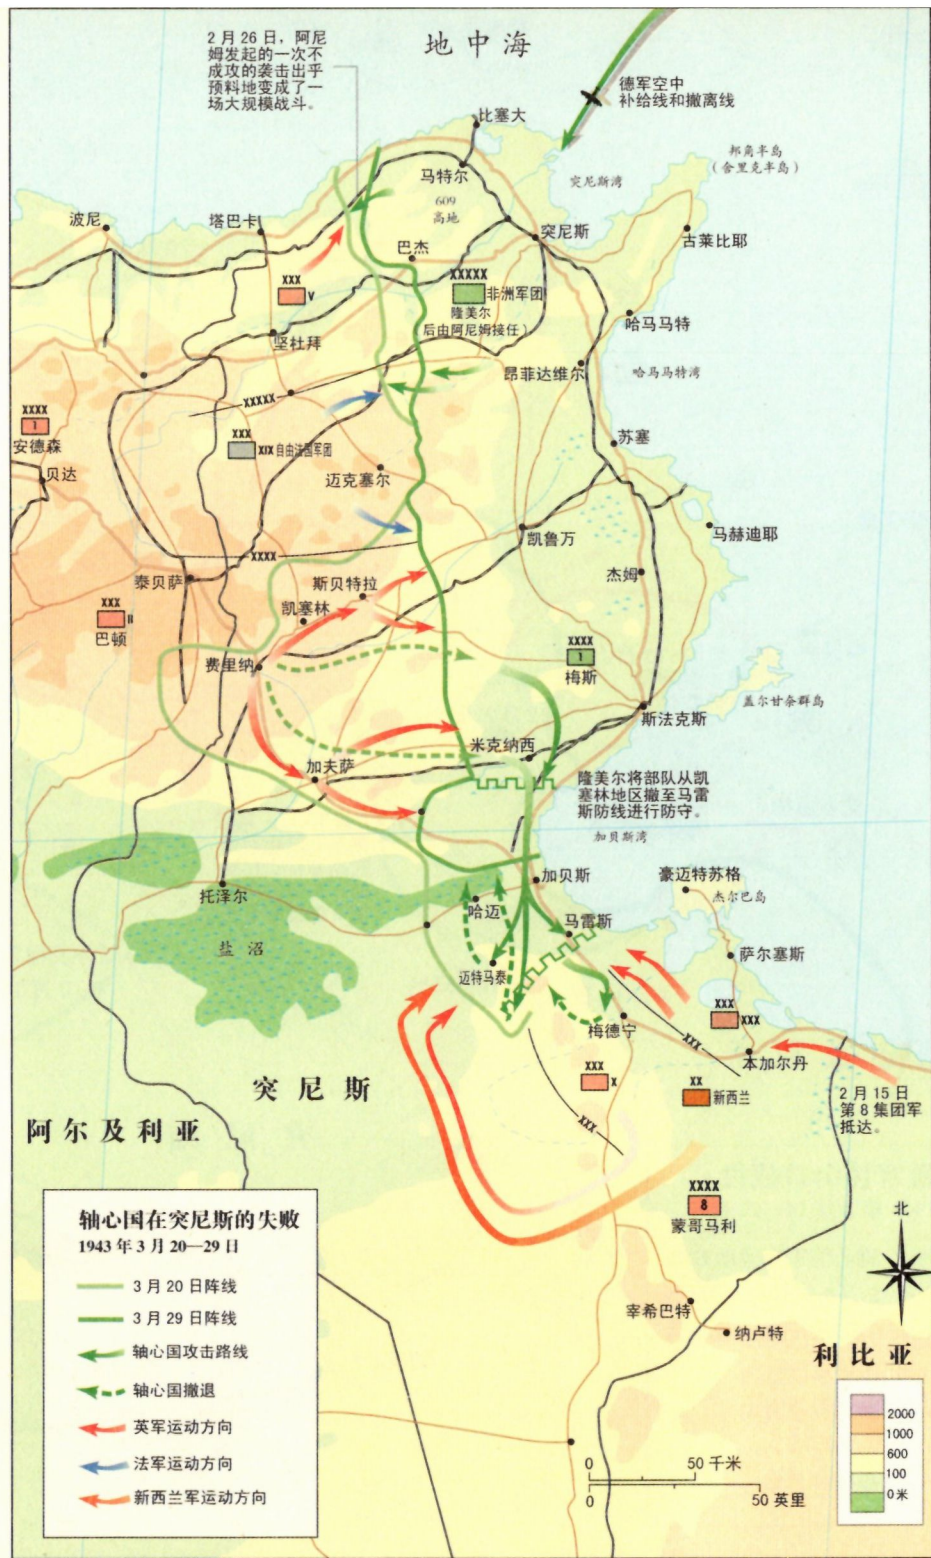 2月26日，阿尼
姆发起的一次不
成攻的袭击出乎
预料地变成了一
场大规模战斗。
地中海
德军空中
补给线和撤离线
比塞大
邦角半岛
（舍里克半岛）
马特尔
突尼斯湾
609
高地
波尼
塔巴卡
突尼斯
古莱比耶
巴杰
XXX
V
XXXXX
非洲军团
隆美尔
后由阿尼姆接任）
哈马马特
坚杜拜
昂菲达维尔
哈马马特湾
XXXXX
XXXX
1
安德森
XXX
XIX自由法国军团
苏塞
贝达
迈克塞尔
凯鲁万
马赫迪耶
XXXX
泰贝萨
斯贝特拉
杰姆
XXX
II
巴顿
凯塞林
费里纳
XXXX
1
梅斯
盖尔甘奈群岛
斯法克斯
米克纳西
加夫萨
隆美尔将部队从凯
塞林地区撤至马雷
斯防线进行防守。
加贝斯湾
加贝斯
豪迈特苏格
杰尔巴岛
托泽尔
哈迈
马雷斯
盐沼
萨尔塞斯
迈特马泰
XXX
XXX
梅德宁
XXX
本加尔丹
XXX
X
XX
新西兰
2月15日
第8集团军
抵达。
突尼斯
XXX
阿尔及利亚
XXXX
8
蒙哥马利
北
轴心国在突尼斯的失败
1943年3月20—29日
3月20日阵线
3月29日阵线
轴心国攻击路线
轴心国撤退
英军运动方向
法军运动方向
新西兰军运动方向
宰希巴特
纳卢特
利比亚
2000
1000
600
100
0米
0 50千米
0 50英里